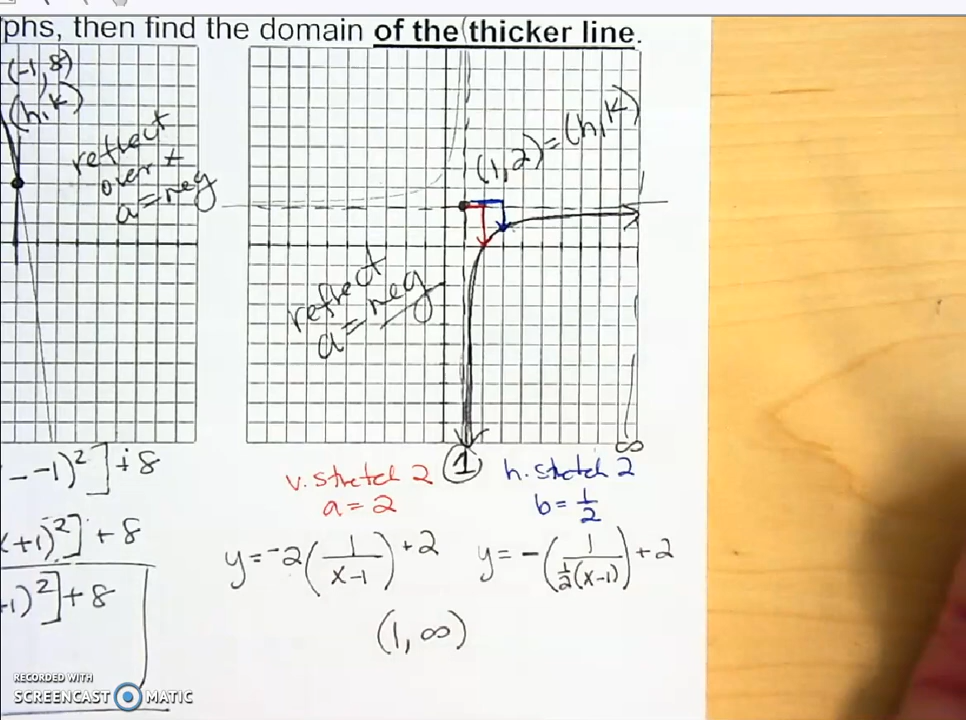 phs, then find the domain of the thicker line.
(-1, 8)
(h, k)
reflect
over x
a = neg
(1, 2) = (h, k)
reflect
a = neg
∞
- -1)²] + 8
x+1)²] + 8
+1)²] + 8
v. stretch 2
a = 2
1
h. stretch 2
b = 1/2
y = -2(1/(x-1)) + 2
y = -(1/(1/2(x-1))) + 2
(1, ∞)
RECORDED WITH
SCREENCAST MATIC